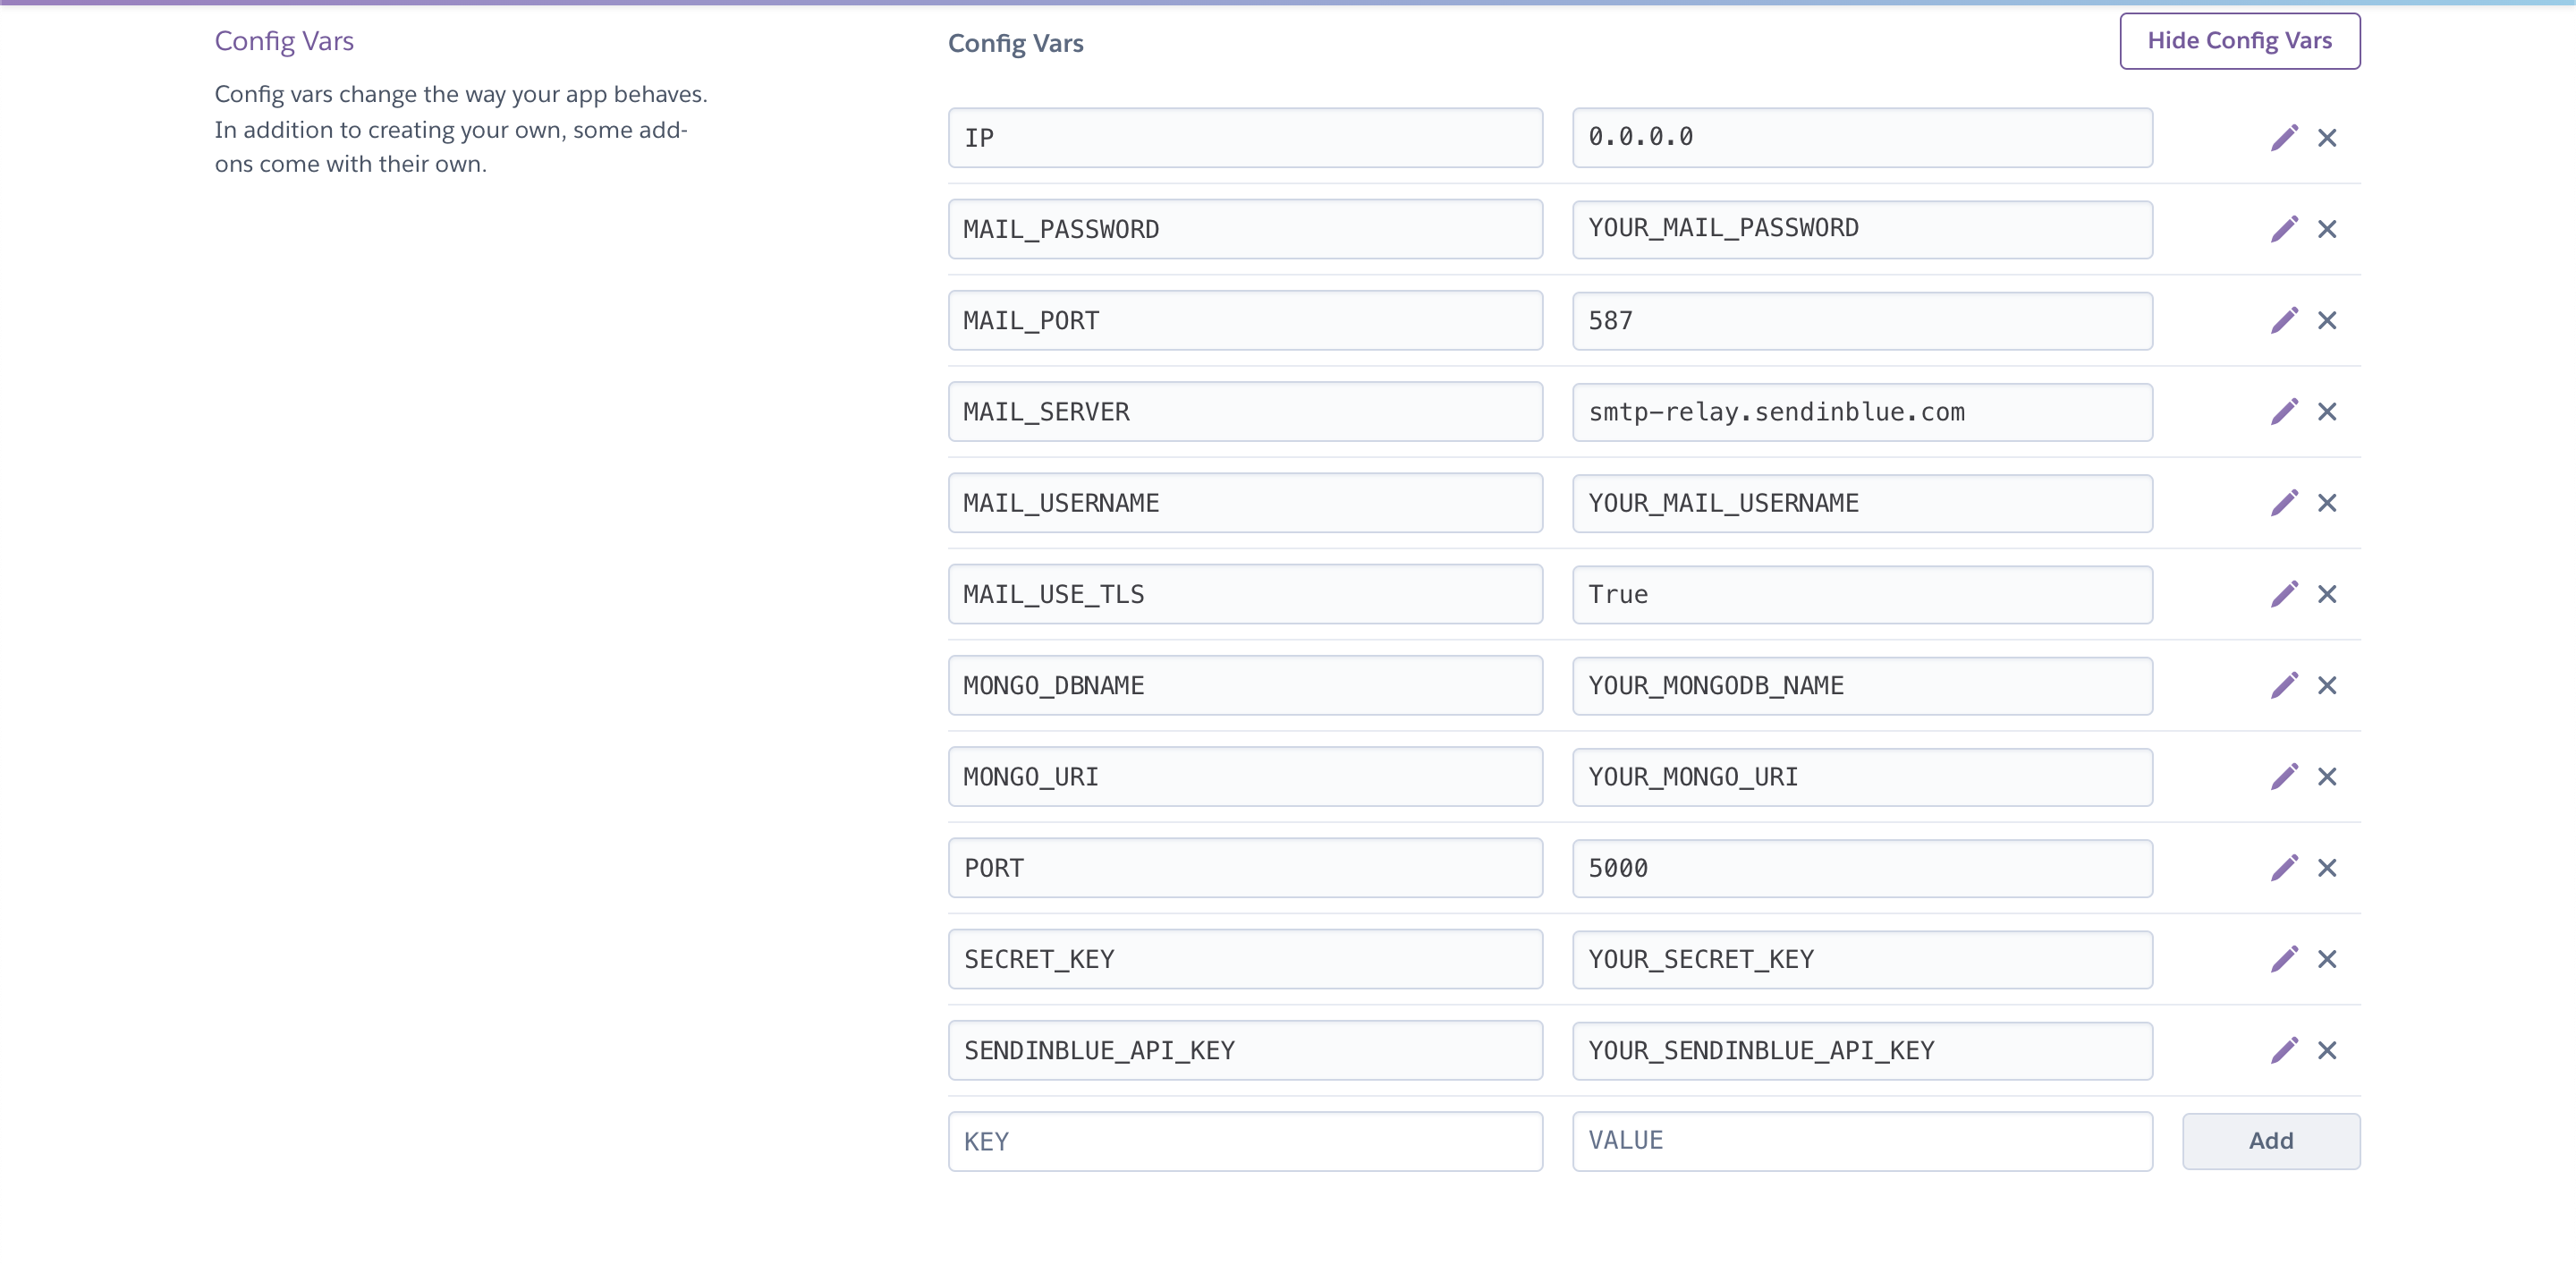 Config Vars
Config vars change the way your app behaves.
In addition to creating your own, some add-
ons come with their own.
Config Vars
Hide Config Vars
IP 0.0.0.0
MAIL_PASSWORD YOUR_MAIL_PASSWORD
MAIL_PORT 587
MAIL_SERVER smtp-relay.sendinblue.com
MAIL_USERNAME YOUR_MAIL_USERNAME
MAIL_USE_TLS True
MONGO_DBNAME YOUR_MONGODB_NAME
MONGO_URI YOUR_MONGO_URI
PORT 5000
SECRET_KEY YOUR_SECRET_KEY
SENDINBLUE_API_KEY YOUR_SENDINBLUE_API_KEY
KEY VALUE Add